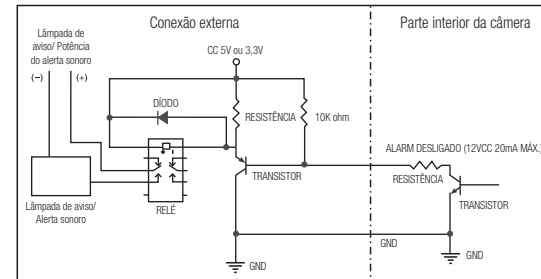 Conexão externa
Parte interior da câmera
Lâmpada de
aviso/ Potência
do alerta sonoro
(−)
(+)
CC 5V ou 3,3V
DÍODO
RESISTÊNCIA
10K ohm
ALARM DESLIGADO (12VCC 20mA MÁX.)
RESISTÊNCIA
TRANSISTOR
TRANSISTOR
Lâmpada de aviso/
Alerta sonoro
RELÉ
GND
GND
GND